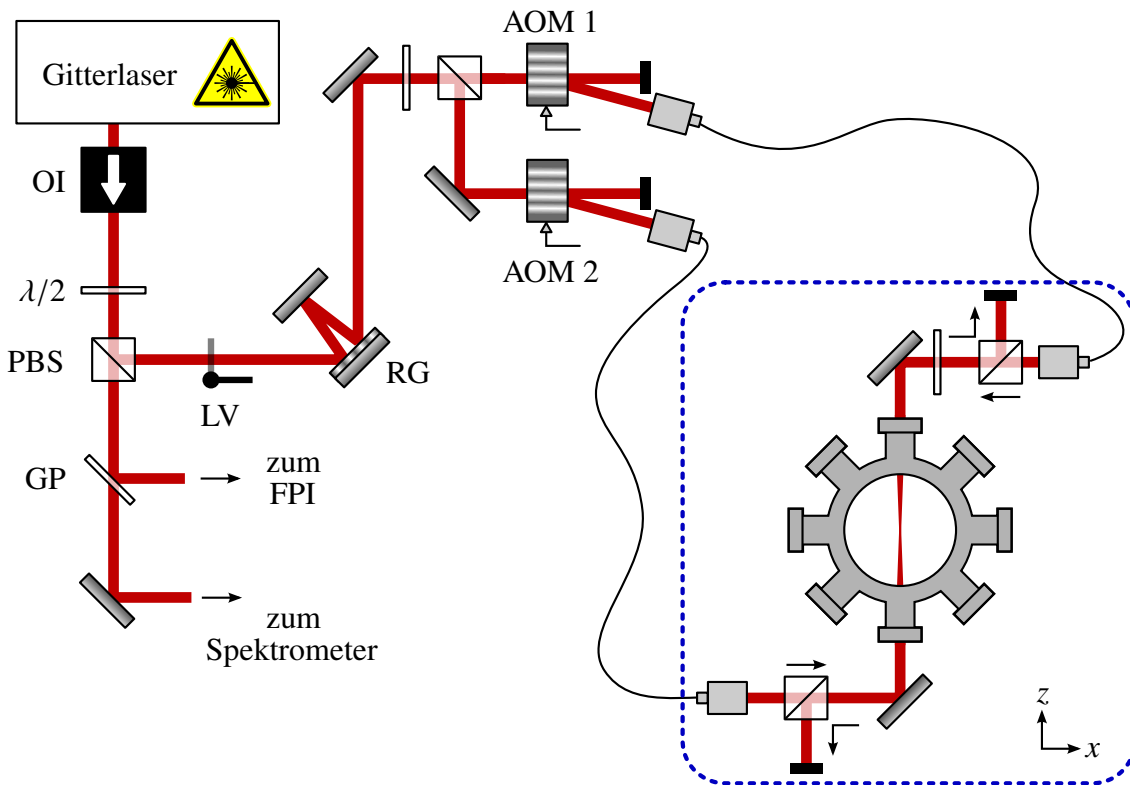 AOM 1
Gitterlaser
OI
AOM 2
λ/2
PBS
RG
LV
GP
zum
FPI
zum
Spektrometer
z
x